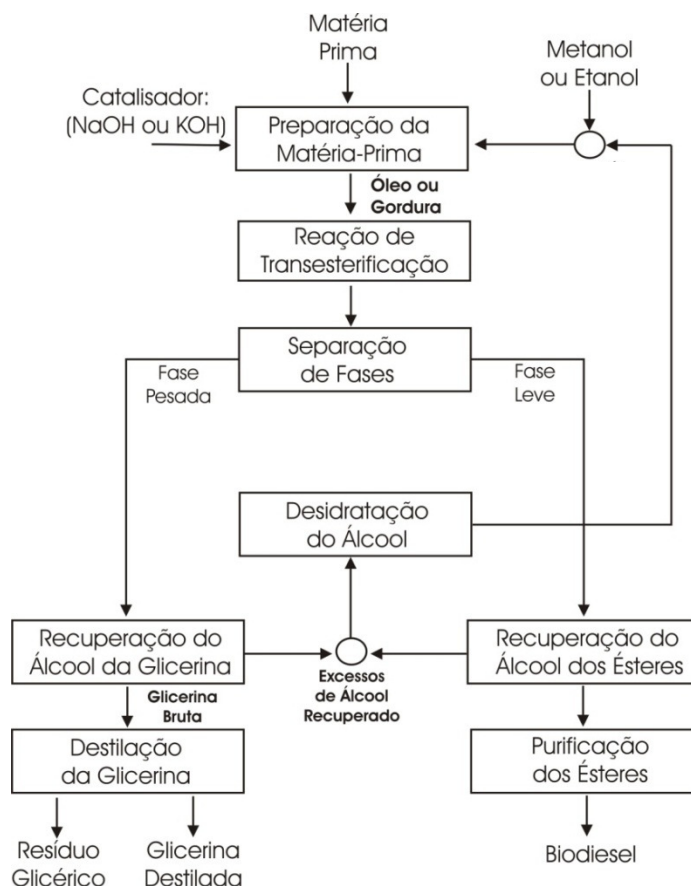 Matéria
Prima
Metanol
ou Etanol
Catalisador:
(NaOH ou KOH)
Preparação da
Matéria-Prima
Óleo ou
Gordura
Reação de
Transesterificação
Separação
de Fases
Fase
Pesada
Fase
Leve
Desidratação
do Álcool
Recuperação do
Álcool da Glicerina
Excessos
de Álcool
Recuperado
Recuperação do
Álcool dos Ésteres
Glicerina
Bruta
Destilação
da Glicerina
Purificação
dos Ésteres
Resíduo
Glicérico
Glicerina
Destilada
Biodiesel